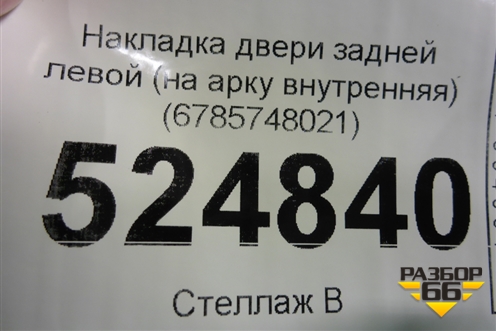 Накладка двери задней
левой (на арку внутренняя)
(6785748021)
524840
Стеллаж В
РАЗБОР
66